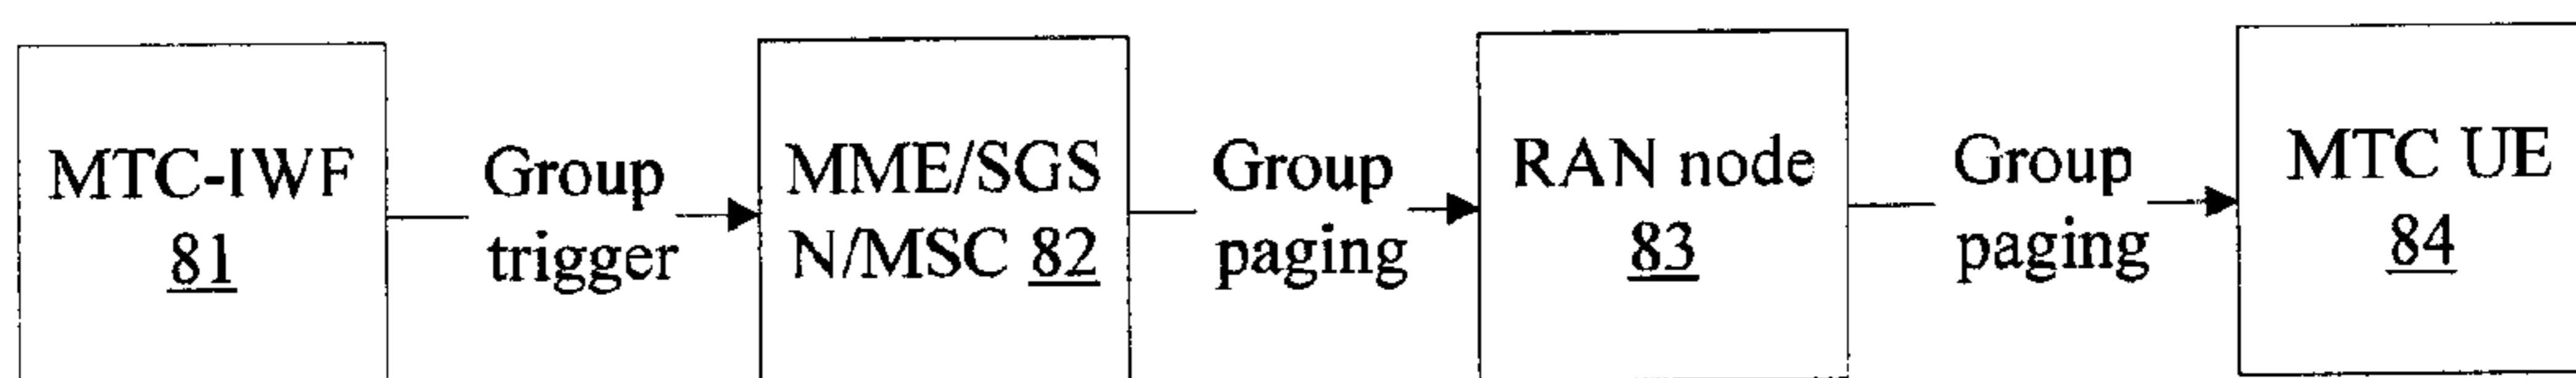 MTC-IWF
81
Group
trigger
MME/SGS
N/MSC 82
Group
paging
RAN node
83
Group
paging
MTC UE
84